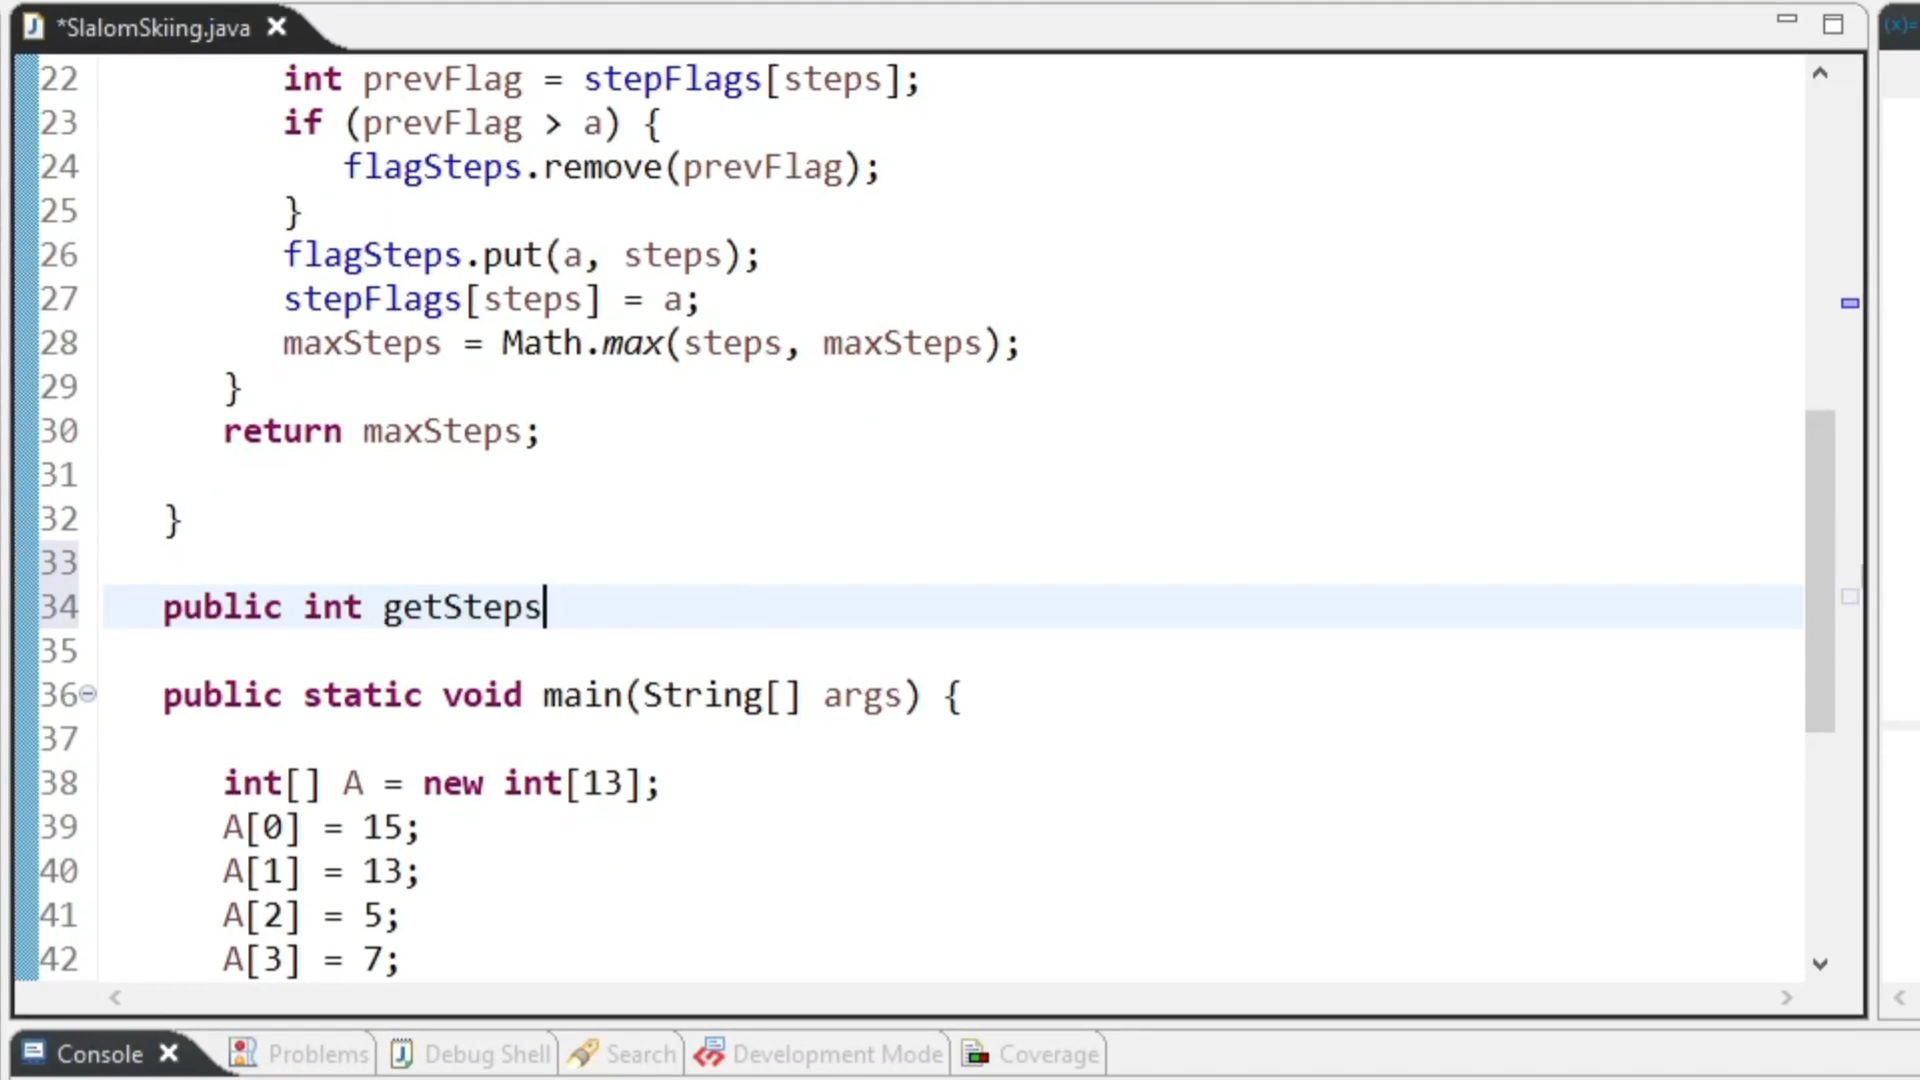 *SlalomSkiing.java
(x)=
22 int prevFlag = stepFlags[steps];
23 if (prevFlag > a) {
24 flagSteps.remove(prevFlag);
25 }
26 flagSteps.put(a, steps);
27 stepFlags[steps] = a;
28 maxSteps = Math.max(steps, maxSteps);
29 }
30 return maxSteps;
31
32 }
33
34 public int getSteps
35
36 public static void main(String[] args) {
37
38 int[] A = new int[13];
39 A[0] = 15;
40 A[1] = 13;
41 A[2] = 5;
42 A[3] = 7;
Console Problems Debug Shell Search Development Mode Coverage